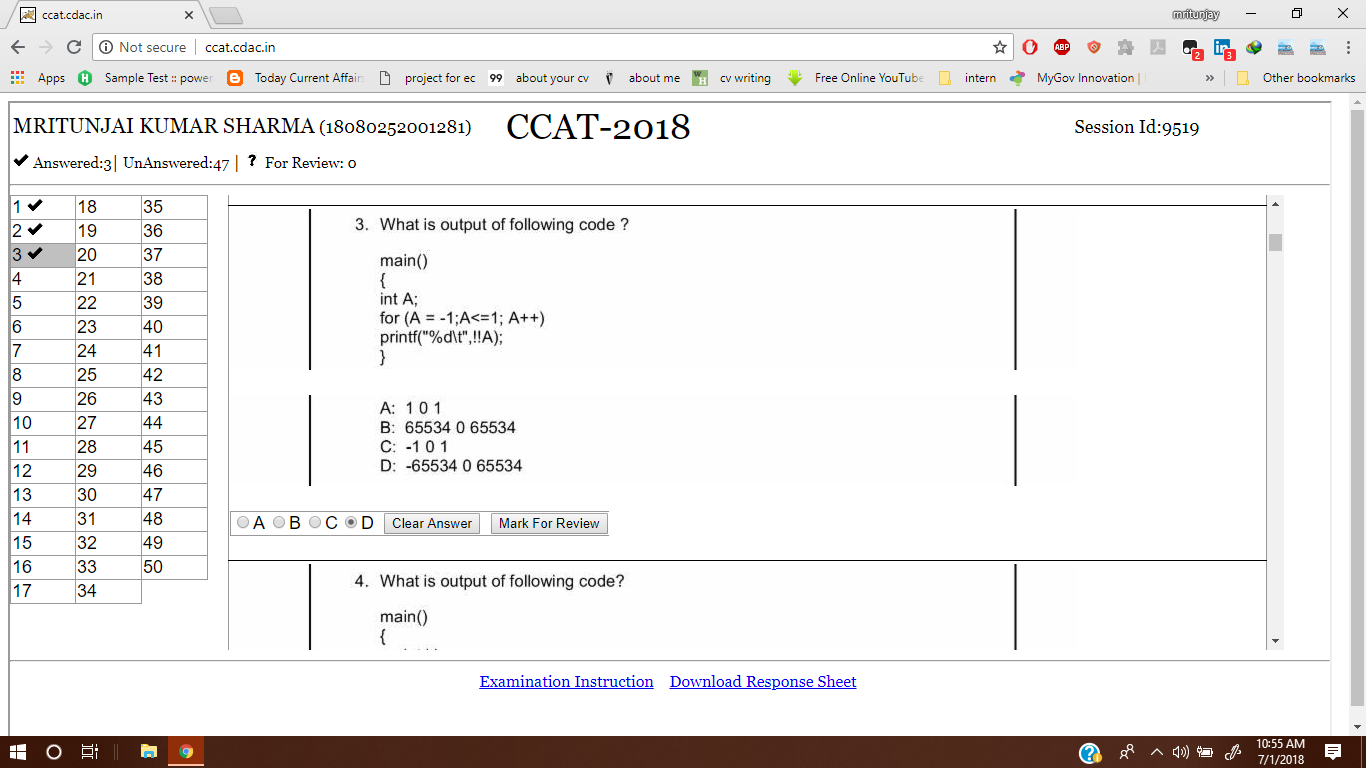 ccat.cdac.in
mritunjay
Not secure ccat.cdac.in
ABP 2 3
Apps Sample Test :: power Today Current Affair project for ec 99 about your cv about me cv writing Free Online YouTube intern MyGov Innovation | » Other bookmarks
MRITUNJAI KUMAR SHARMA (18080252001281) CCAT-2018 Session Id:9519
Answered:3| UnAnswered:47 | ? For Review: 0
1 18 35
2 19 36
3 20 37
4 21 38
5 22 39
6 23 40
7 24 41
8 25 42
9 26 43
10 27 44
11 28 45
12 29 46
13 30 47
14 31 48
15 32 49
16 33 50
17 34
3. What is output of following code ?
main()
{
int A;
for (A = -1;A<=1; A++)
printf("%d\t",!!A);
}
A: 1 0 1
B: 65534 0 65534
C: -1 0 1
D: -65534 0 65534
A B C D Clear Answer Mark For Review
4. What is output of following code?
main()
{
Examination Instruction Download Response Sheet
10:55 AM
7/1/2018